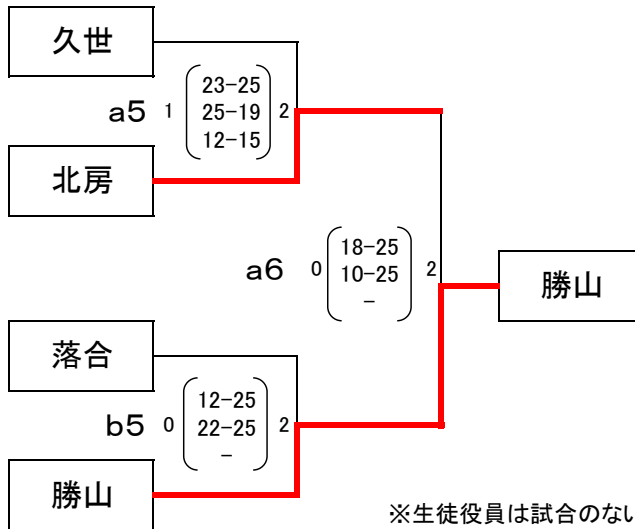 久世
a5 1 23-25 2
25-19
12-15
北房
a6 0 18-25 2
10-25
-
勝山
落合
b5 0 12-25 2
22-25
-
勝山
※生徒役員は試合のない